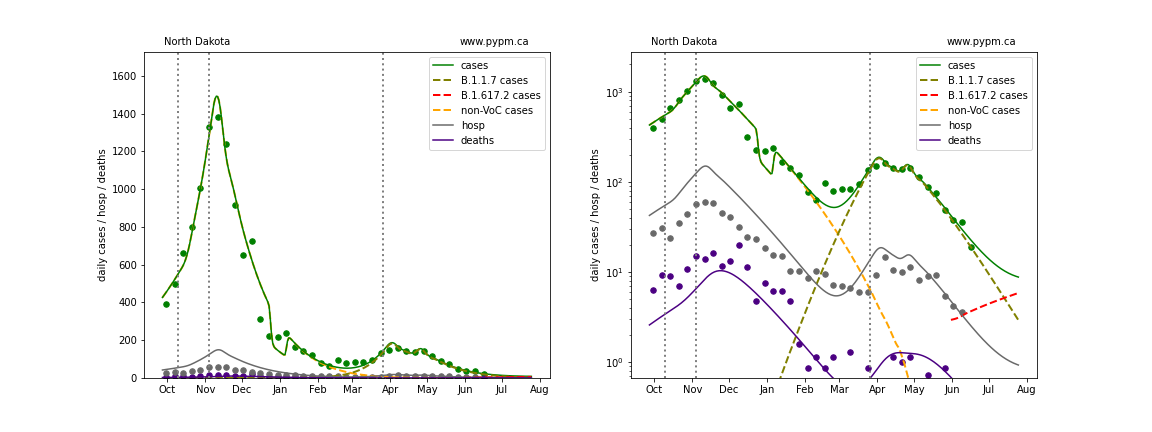 North Dakota
www.pypm.ca
daily cases / hosp / deaths
1600
1400
1200
1000
800
600
400
200
0
Oct Nov Dec Jan Feb Mar Apr May Jun Jul Aug
cases
B.1.1.7 cases
B.1.617.2 cases
non-VoC cases
hosp
deaths
North Dakota
www.pypm.ca
daily cases / hosp / deaths
10³
10²
10¹
10⁰
Oct Nov Dec Jan Feb Mar Apr May Jun Jul Aug
cases
B.1.1.7 cases
B.1.617.2 cases
non-VoC cases
hosp
deaths